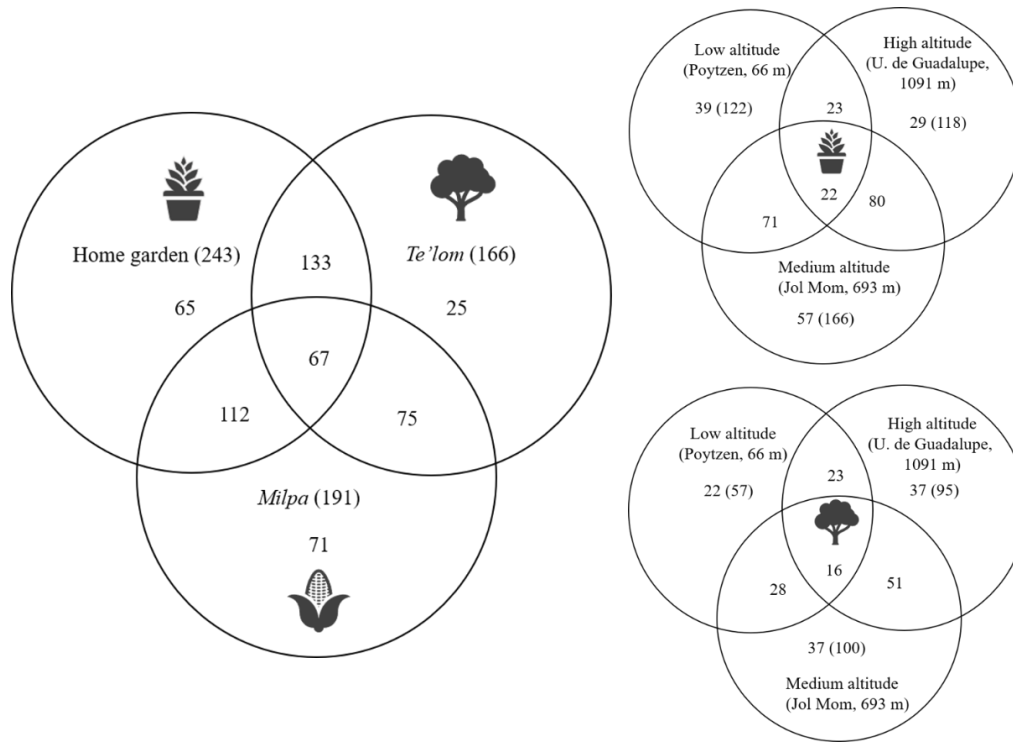 Home garden (243)
65
133
Te’lom (166)
25
67
112
75
Milpa (191)
71
Low altitude
(Poytzen, 66 m)
39 (122)
23
High altitude
(U. de Guadalupe,
1091 m)
29 (118)
22
71
80
Medium altitude
(Jol Mom, 693 m)
57 (166)
Low altitude
(Poytzen, 66 m)
22 (57)
23
High altitude
(U. de Guadalupe,
1091 m)
37 (95)
16
28
51
37 (100)
Medium altitude
(Jol Mom, 693 m)